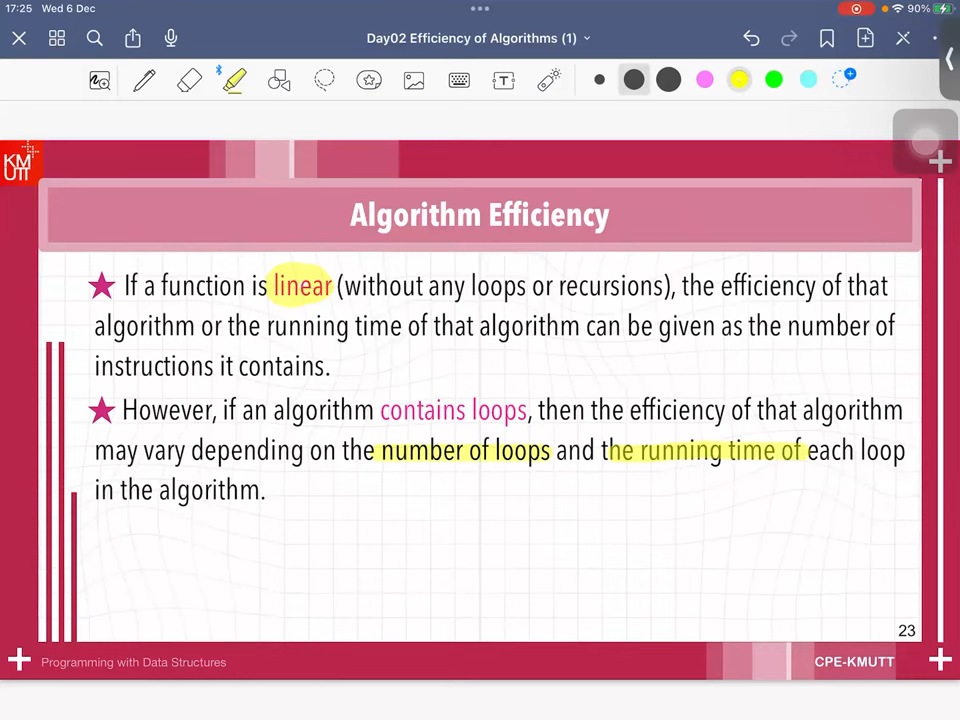 17:25 Wed 6 Dec 90%
Day02 Efficiency of Algorithms (1)
T
KM
UTT
Algorithm Efficiency
If a function is linear (without any loops or recursions), the efficiency of that
algorithm or the running time of that algorithm can be given as the number of
instructions it contains.
However, if an algorithm contains loops, then the efficiency of that algorithm
may vary depending on the number of loops and the running time of each loop
in the algorithm.
23
Programming with Data Structures CPE-KMUTT